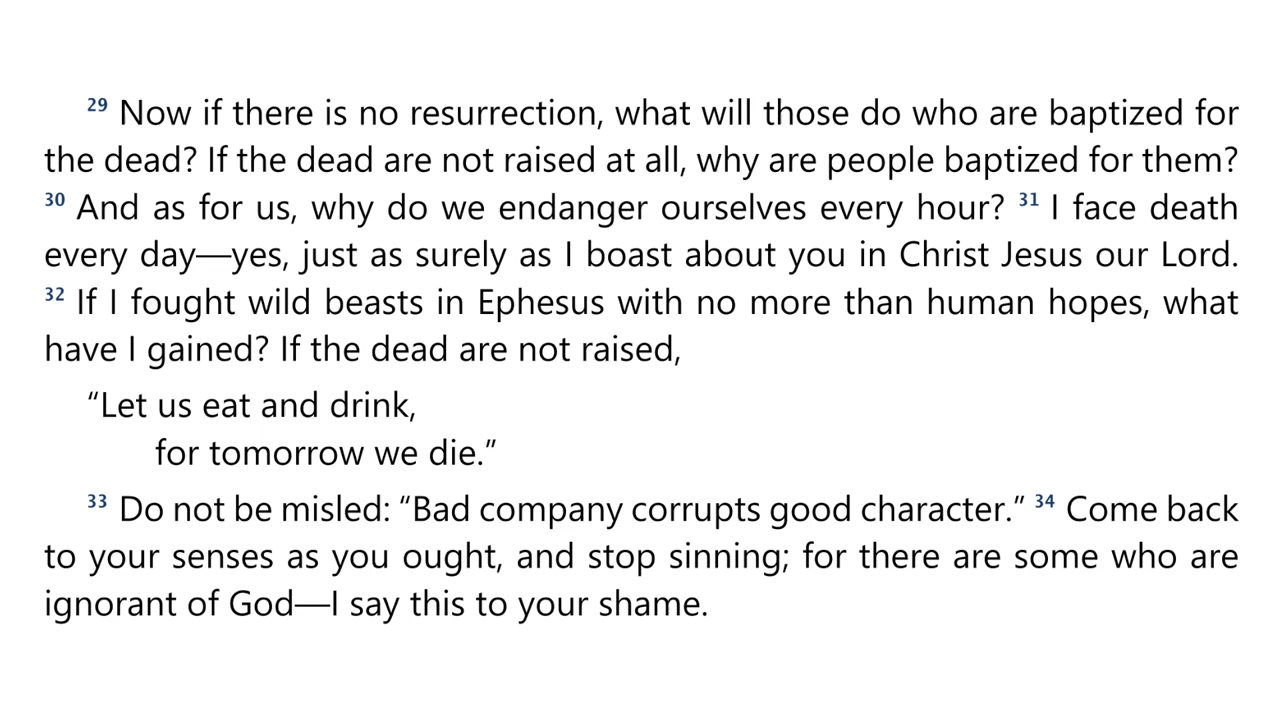 29 Now if there is no resurrection, what will those do who are baptized for
the dead? If the dead are not raised at all, why are people baptized for them?
30 And as for us, why do we endanger ourselves every hour? 31 I face death
every day—yes, just as surely as I boast about you in Christ Jesus our Lord.
32 If I fought wild beasts in Ephesus with no more than human hopes, what
have I gained? If the dead are not raised,
“Let us eat and drink,
for tomorrow we die.”
33 Do not be misled: “Bad company corrupts good character.” 34 Come back
to your senses as you ought, and stop sinning; for there are some who are
ignorant of God—I say this to your shame.